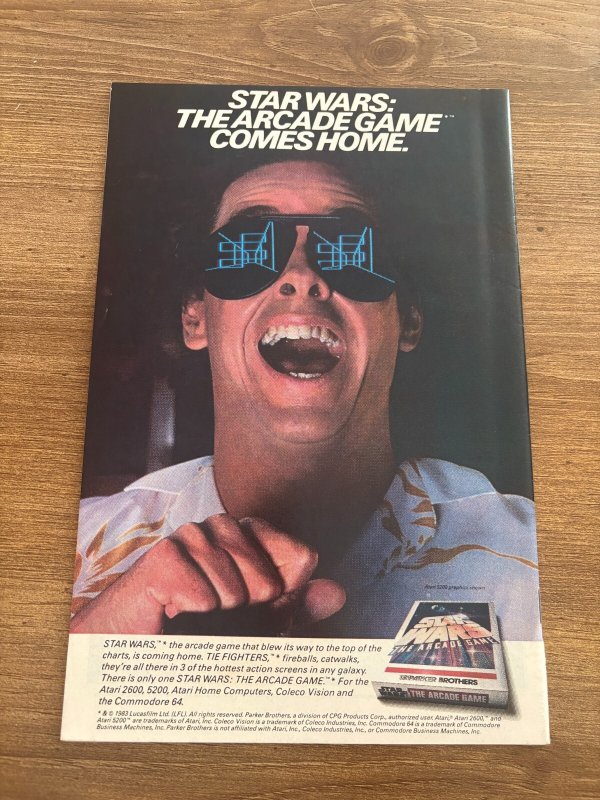 STAR WARS:
THE ARCADE GAME™
COMES HOME.
Atari 5200 graphics shown
STAR WARS,™* the arcade game that blew its way to the top of the
charts, is coming home. TIE FIGHTERS,™* fireballs, catwalks,
they're all there in 3 of the hottest action screens in any galaxy.
There is only one STAR WARS: THE ARCADE GAME.™* For the
Atari 2600, 5200, Atari Home Computers, Coleco Vision and
the Commodore 64.
STAR
WARS
THE ARCADE GAME
PARKER BROTHERS
THE ARCADE GAME
* & © 1983 Lucasfilm Ltd. (LFL). All rights reserved. Parker Brothers, a division of CPG Products Corp., authorized user. Atari,® Atari 2600,™ and
Atari 5200™ are trademarks of Atari, Inc. Coleco Vision is a trademark of Coleco Industries, Inc. Commodore 64 is a trademark of Commodore
Business Machines, Inc. Parker Brothers is not affiliated with Atari, Inc., Coleco Industries, Inc., or Commodore Business Machines, Inc.